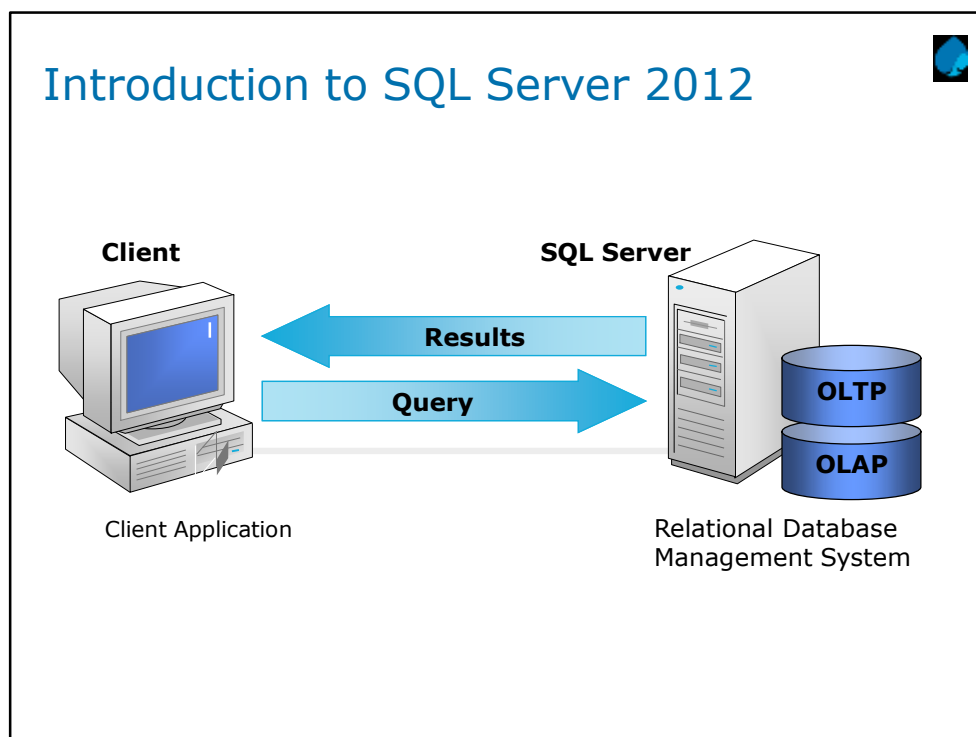 Introduction to SQL Server 2012
Client
SQL Server
Results
Query
OLTP
OLAP
Client Application
Relational Database
Management System